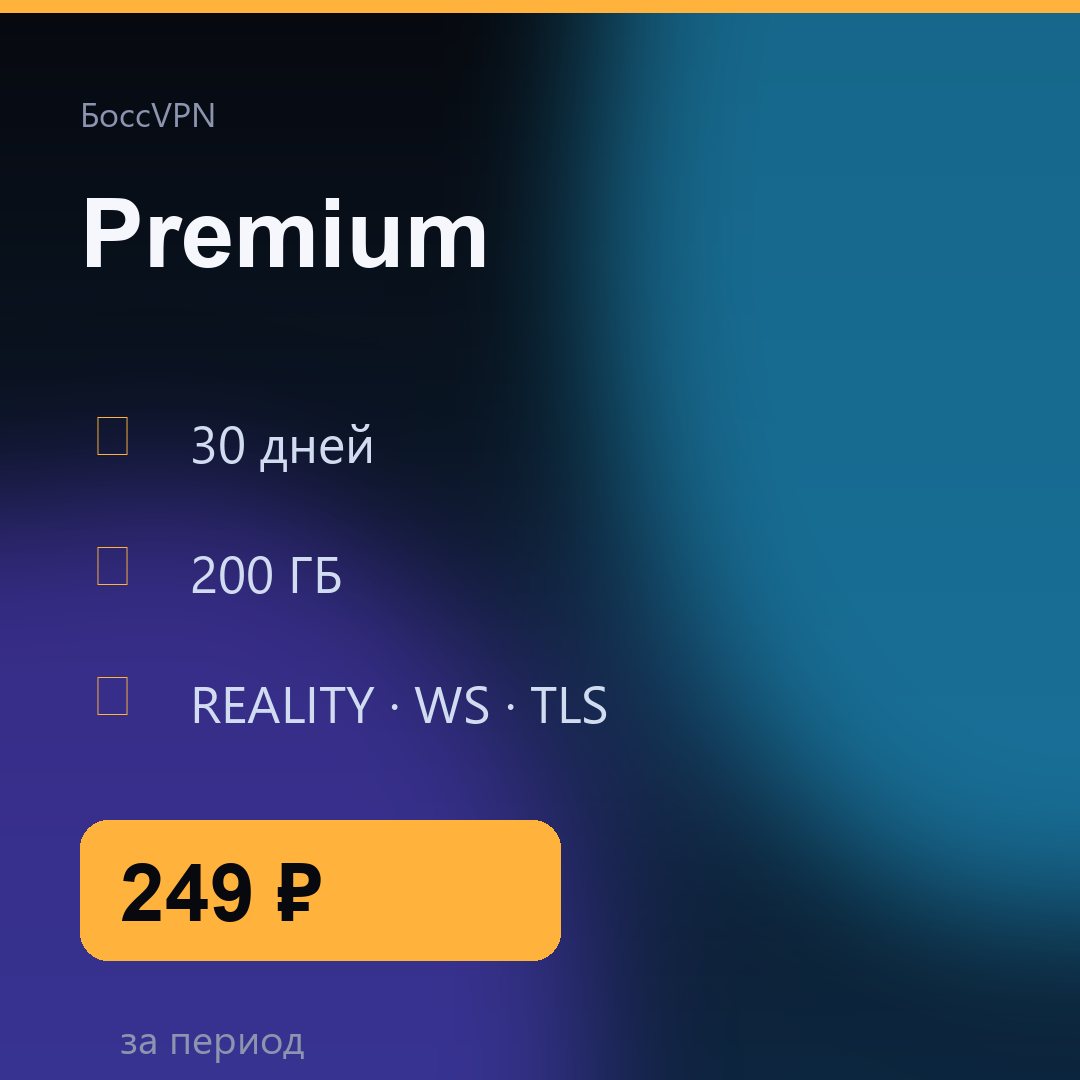 БоссVPN
Premium
30 дней
200 ГБ
REALITY · WS · TLS
249 ₽
за период